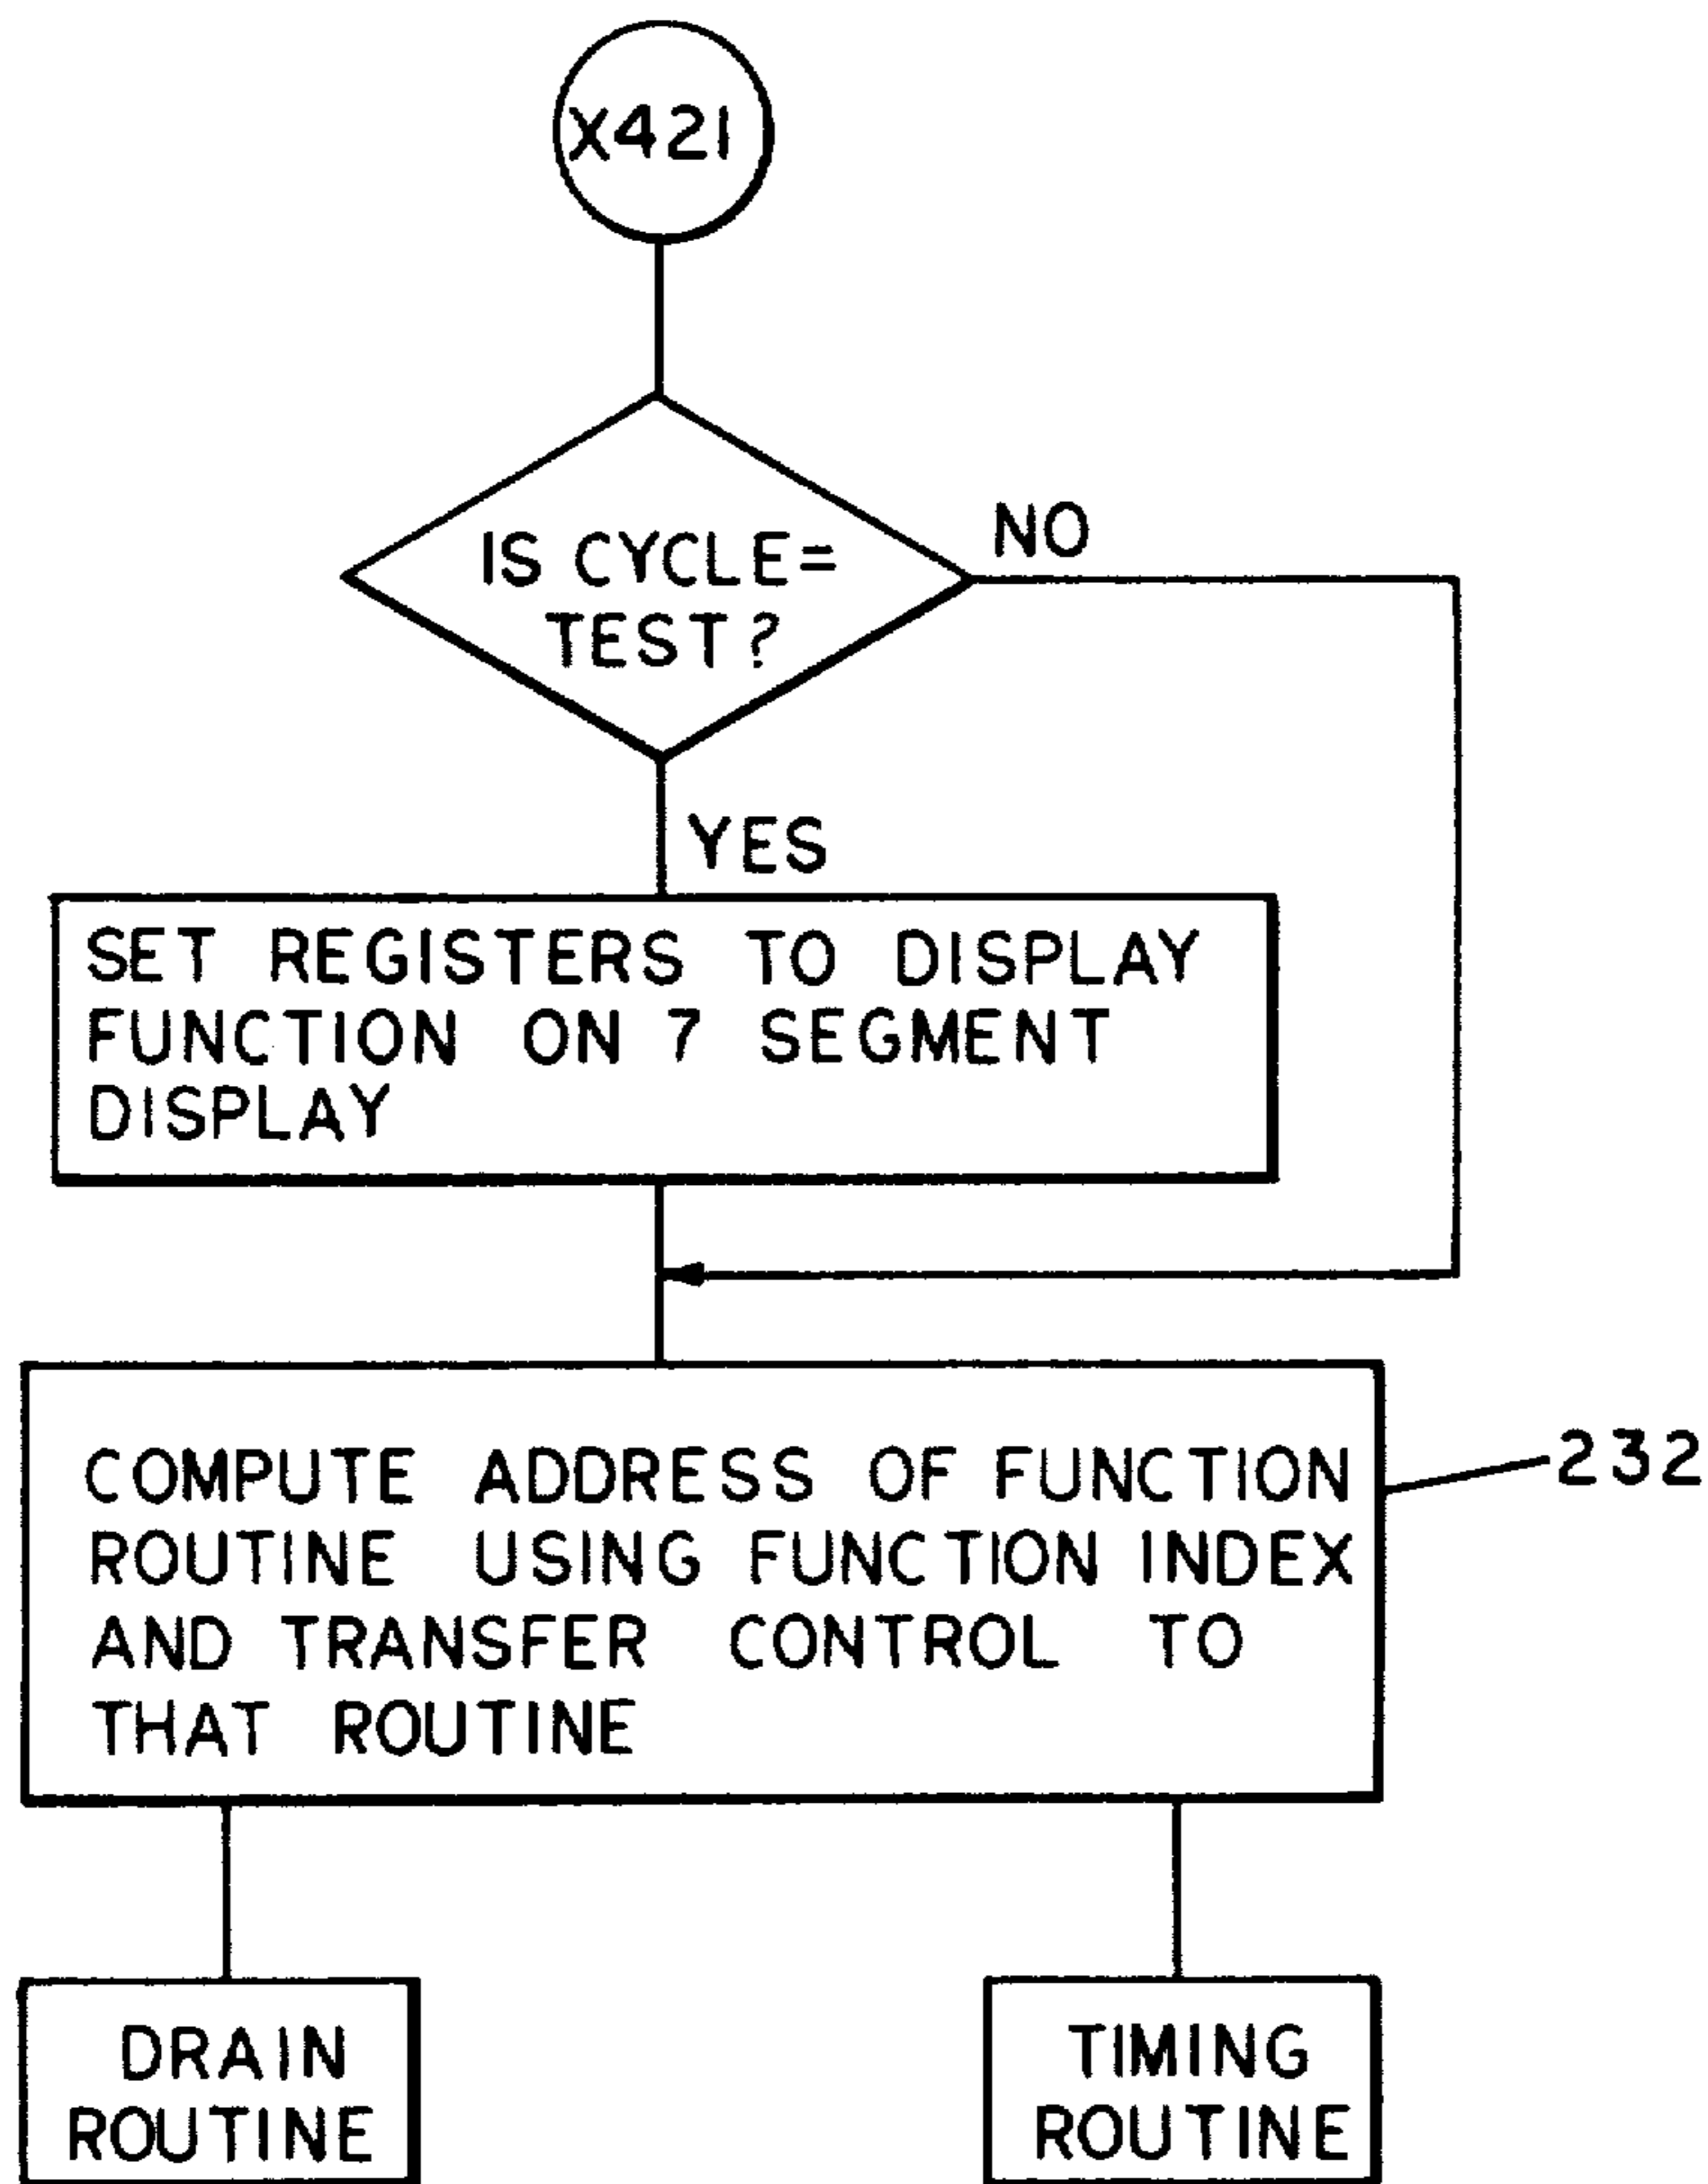 X421
IS CYCLE=
TEST?
NO
YES
SET REGISTERS TO DISPLAY
FUNCTION ON 7 SEGMENT
DISPLAY
COMPUTE ADDRESS OF FUNCTION
ROUTINE USING FUNCTION INDEX
AND TRANSFER CONTROL TO
THAT ROUTINE
232
DRAIN
ROUTINE
TIMING
ROUTINE